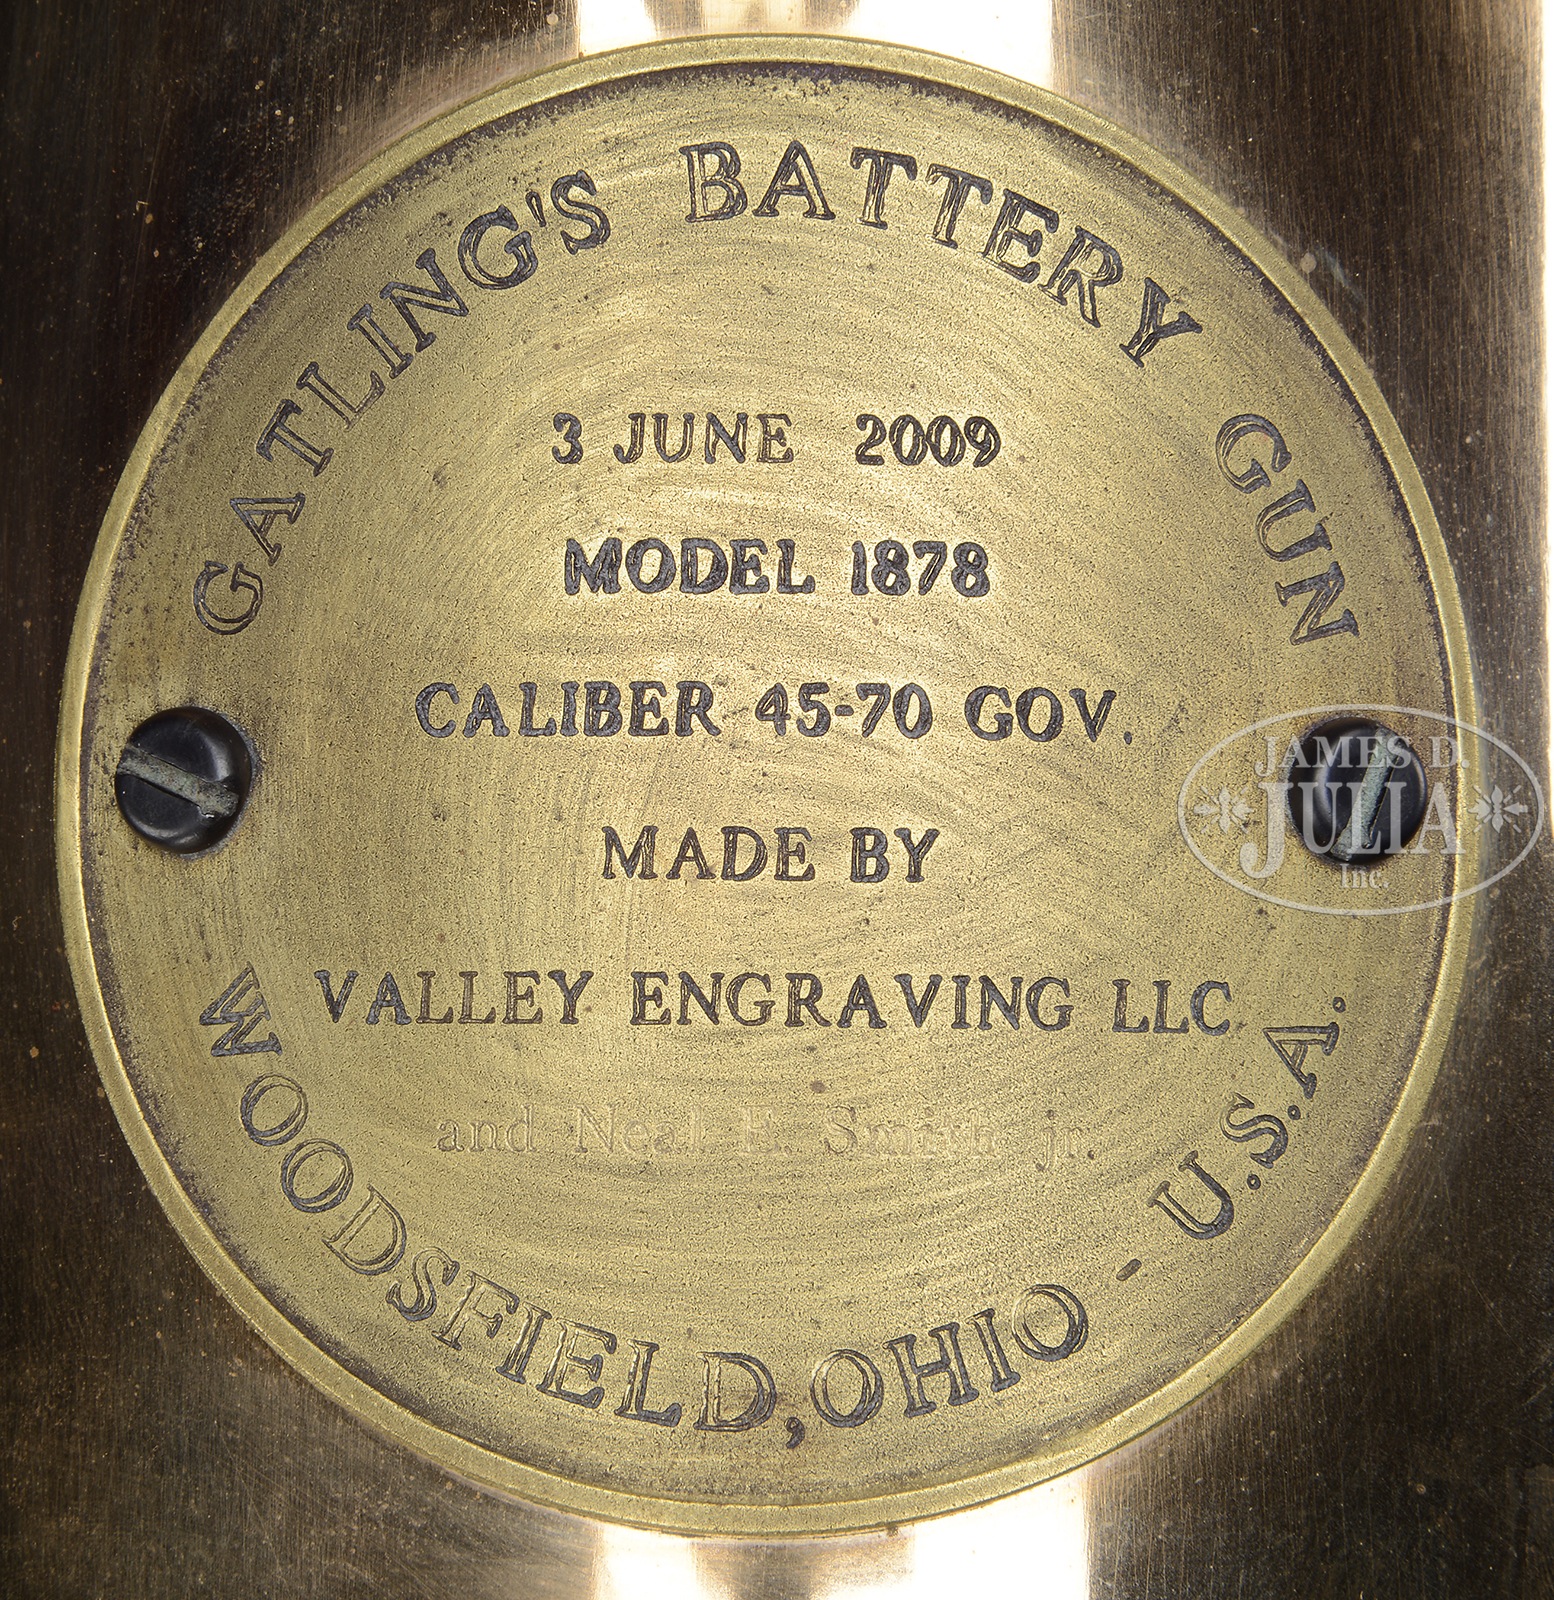 GATLING'S BATTERY GUN
3 JUNE 2009
MODEL 1878
CALIBER 45-70 GOV.
MADE BY
VALLEY ENGRAVING LLC
and Neal E. Smith jr.
WOODSFIELD, OHIO - U.S.A.
JAMES D.
JULIA
Inc.